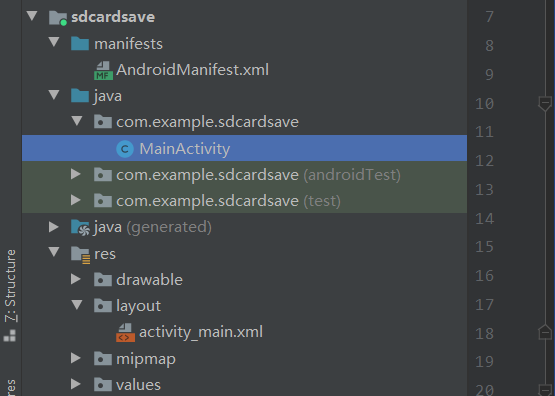 sdcardsave
manifests
MF AndroidManifest.xml
java
com.example.sdcardsave
C MainActivity
com.example.sdcardsave (androidTest)
com.example.sdcardsave (test)
java (generated)
res
drawable
layout
activity_main.xml
mipmap
values
7
8
9
10
11
12
13
14
15
16
17
18
19
20
Z: Structure
res